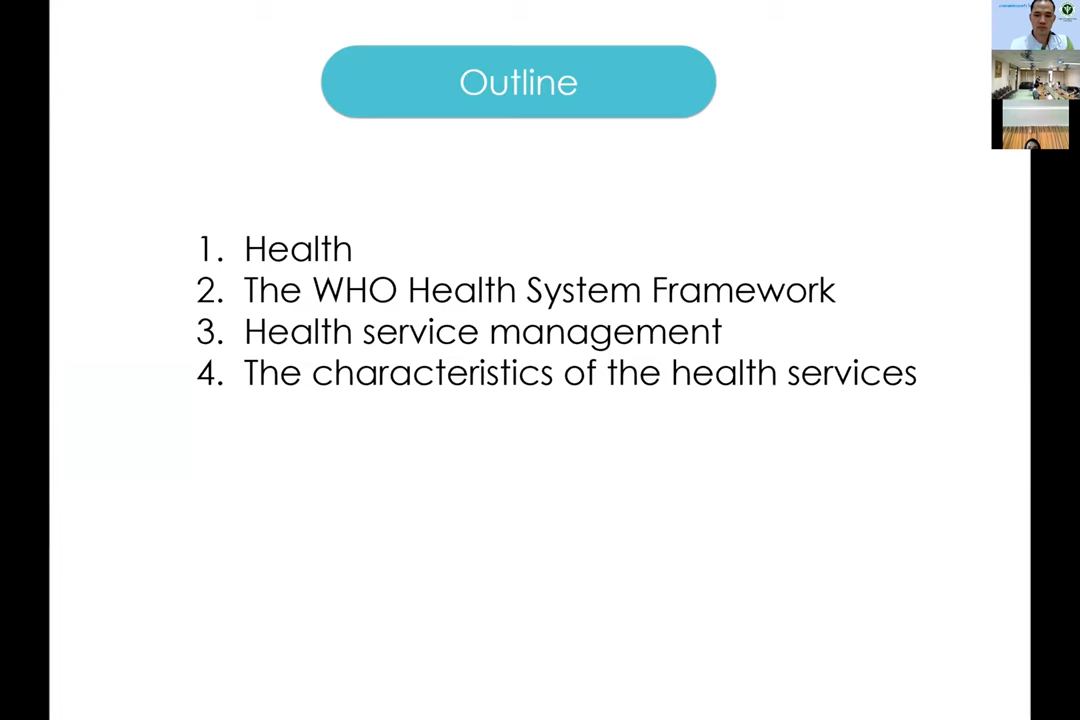 Outline
1. Health
2. The WHO Health System Framework
3. Health service management
4. The characteristics of the health services